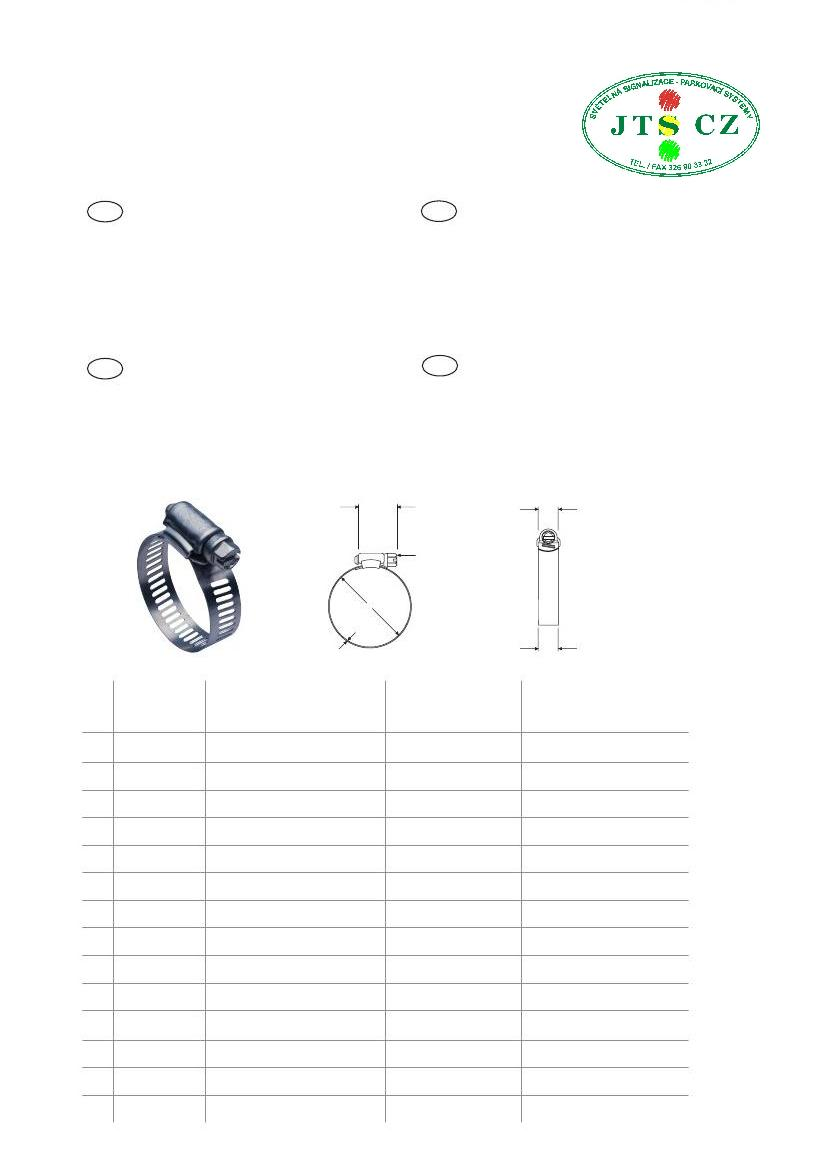 SVĚTELNÁ SIGNALIZACE - PARKOVACÍ SYSTÉMY
JTS CZ
TEL. / FAX 326 90 33 32